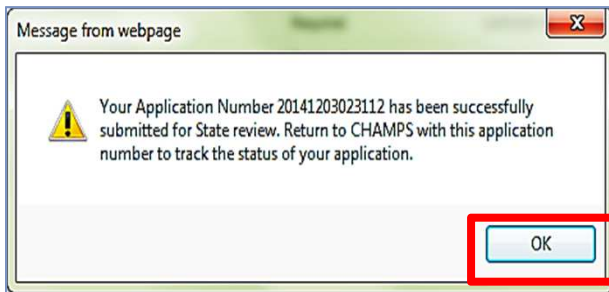 Message from webpage
Your Application Number 20141203023112 has been successfully
submitted for State review. Return to CHAMPS with this application
number to track the status of your application.
OK